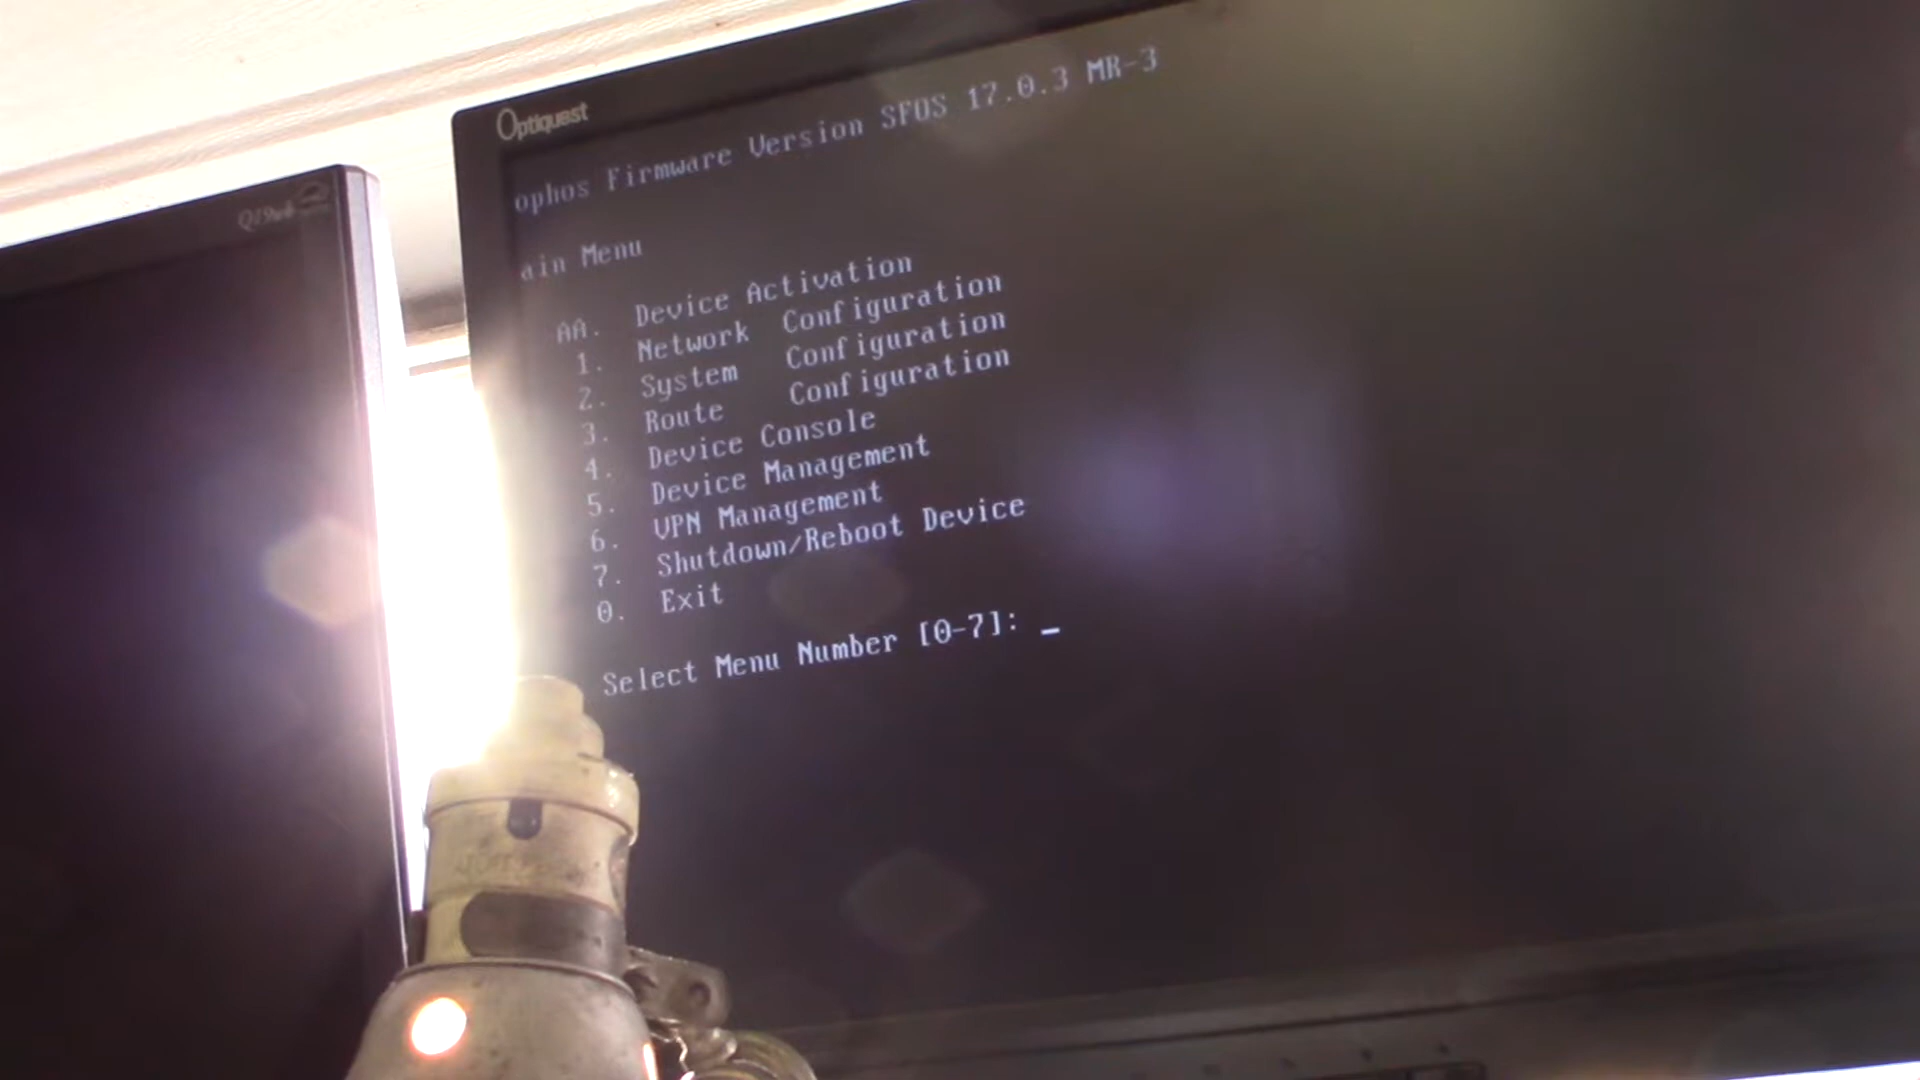 Optiquest
Q19wb
ophos Firmware Version SFOS 17.0.3 MR-3
ain Menu
AA. Device Activation
1. Network Configuration
2. System Configuration
3. Route Configuration
4. Device Console
5. Device Management
6. VPN Management
7. Shutdown/Reboot Device
0. Exit
Select Menu Number [0-7]: _